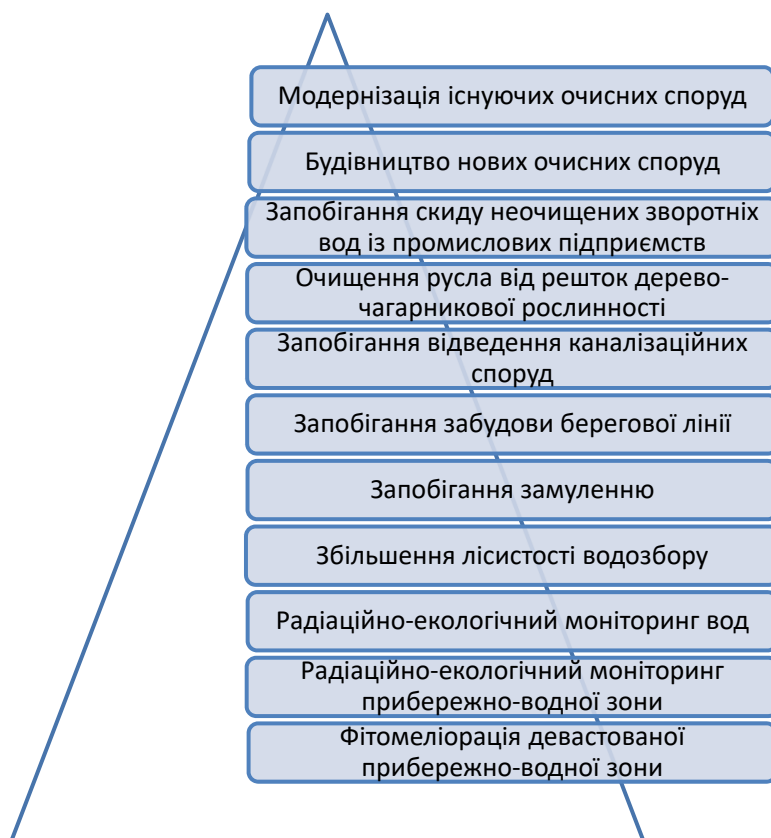 Модернізація існуючих очисних споруд
Будівництво нових очисних споруд
Запобігання скиду неочищених зворотніх
вод із промислових підприємств
Очищення русла від решток дерево-
чагарникової рослинності
Запобігання відведення каналізаційних
споруд
Запобігання забудови берегової лінії
Запобігання замуленню
Збільшення лісистості водозбору
Радіаційно-екологічний моніторинг вод
Радіаційно-екологічний моніторинг
прибережно-водної зони
Фітомеліорація девастованої
прибережно-водної зони